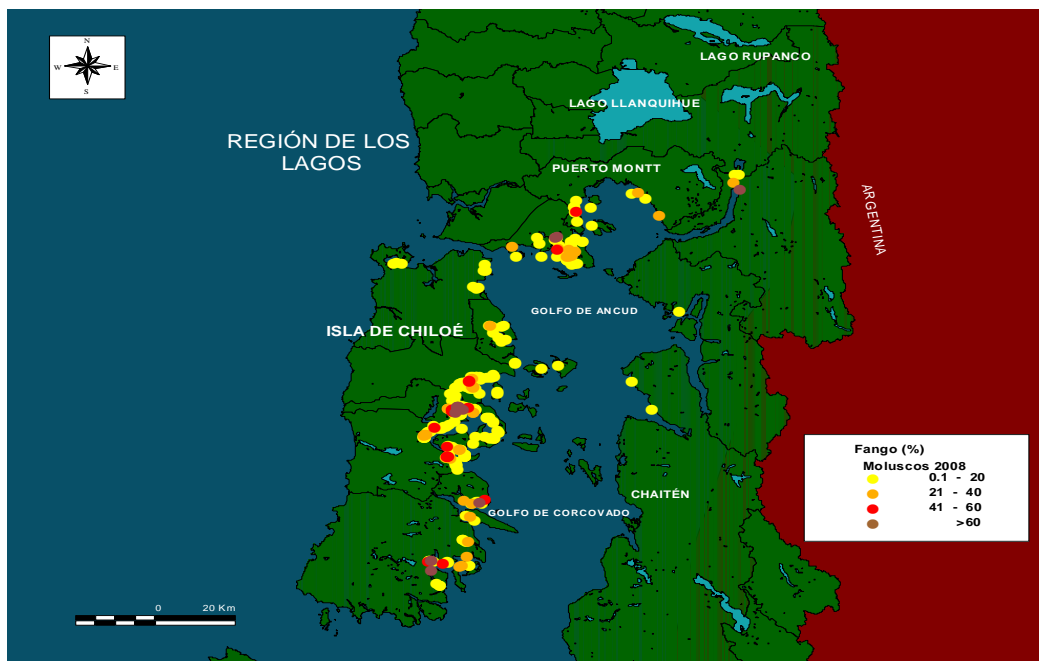 N
W E
S
LAGO RUPANCO
LAGO LLANQUIHUE
REGIÓN DE LOS
LAGOS
PUERTO MONTT
ARGENTINA
GOLFO DE ANCUD
ISLA DE CHILOÉ
Fango (%)
Moluscos 2008
0.1 - 20
21 - 40
41 - 60
>60
CHAITÉN
GOLFO DE CORCOVADO
0 20 Km